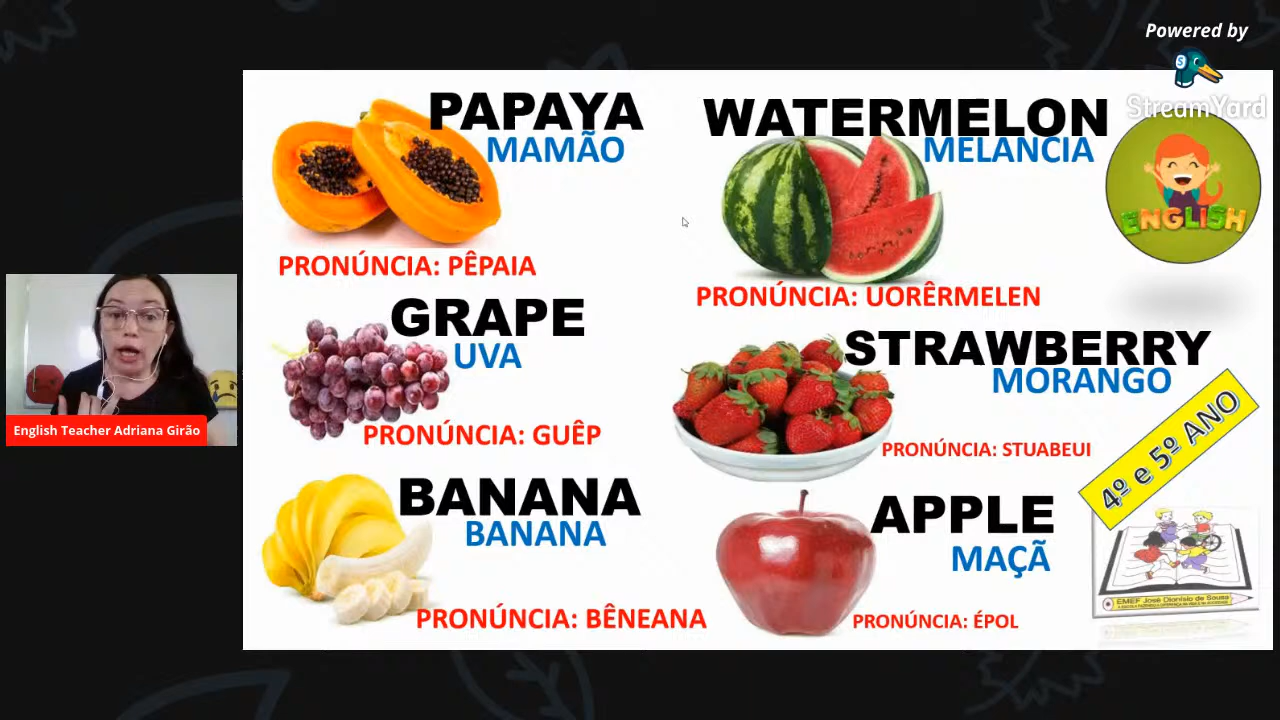 Powered by
StreamYard
PAPAYA
MAMÃO
PRONÚNCIA: PÊPAIA
WATERMELON
MELANCIA
PRONÚNCIA: UORÊRMELEN
ENGLISH
GRAPE
UVA
PRONÚNCIA: GUÊP
STRAWBERRY
MORANGO
PRONÚNCIA: STUABEUI
4º e 5º ANO
BANANA
BANANA
PRONÚNCIA: BÊNEANA
APPLE
MAÇÃ
PRONÚNCIA: ÉPOL
EMEF José Dionísio de Sousa
English Teacher Adriana Girão